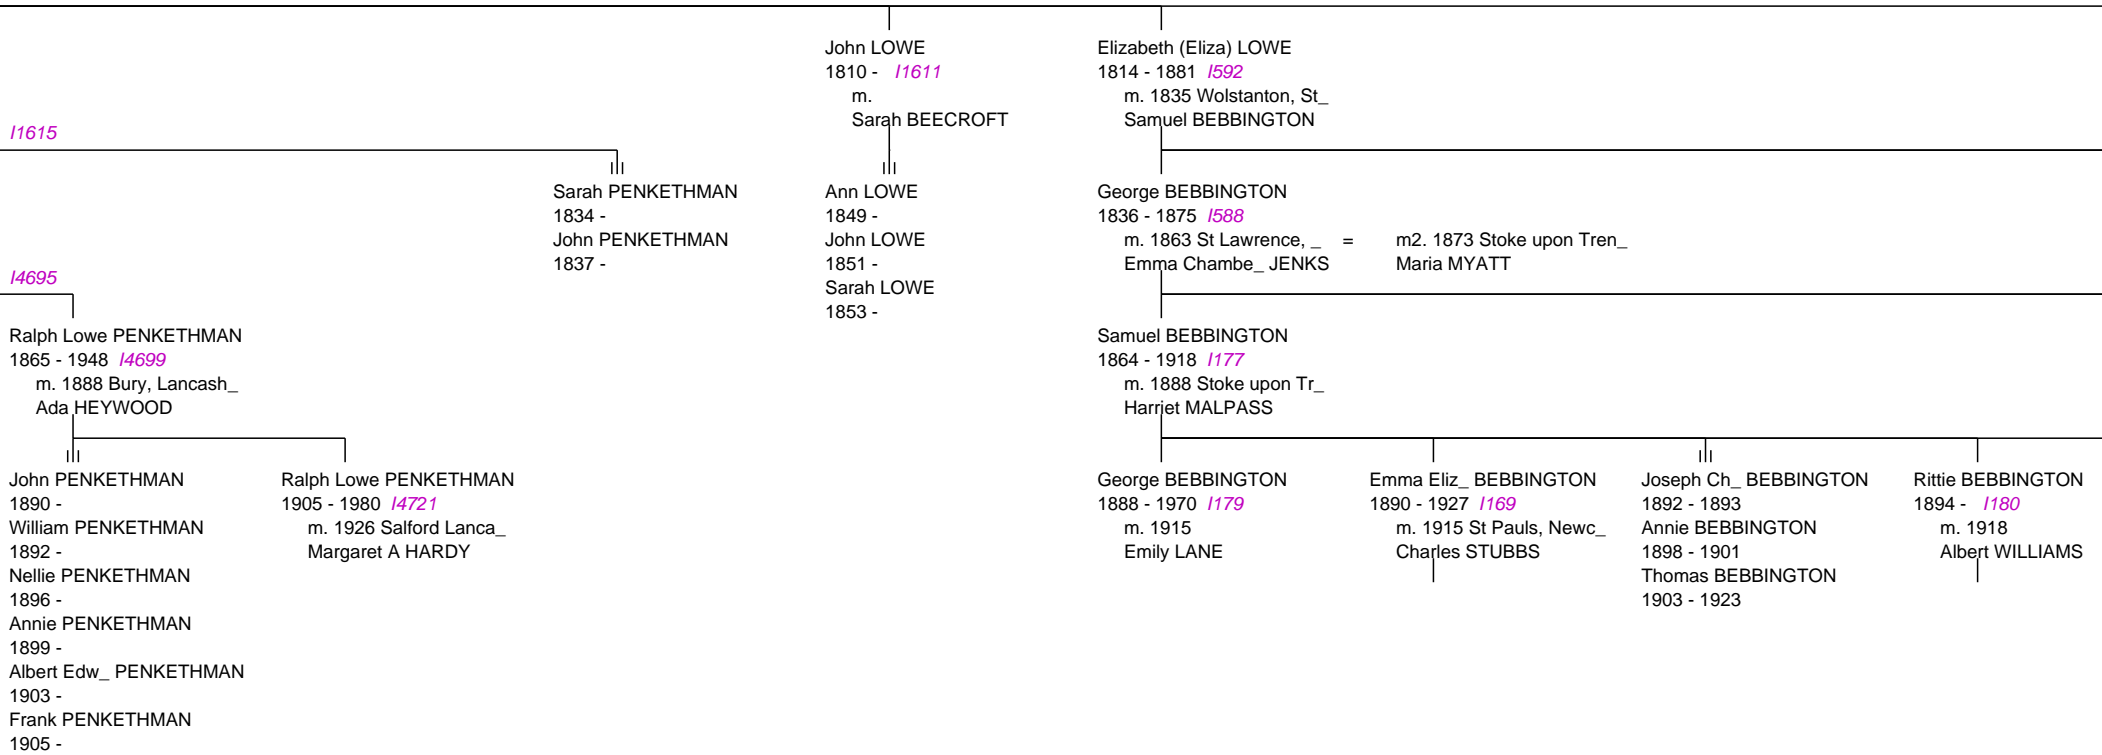 John LOWE
1810 - I1611
m.
Sarah BEECROFT
Elizabeth (Eliza) LOWE
1814 - 1881 I592
m. 1835 Wolstanton, St_
Samuel BEBBINGTON
I1615
Sarah PENKETHMAN
1834 -
John PENKETHMAN
1837 -
Ann LOWE
1849 -
John LOWE
1851 -
Sarah LOWE
1853 -
George BEBBINGTON
1836 - 1875 I588
m. 1863 St Lawrence, _ = m2. 1873 Stoke upon Tren_
Emma Chambe_ JENKS Maria MYATT
I4695
Ralph Lowe PENKETHMAN
1865 - 1948 I4699
m. 1888 Bury, Lancash_
Ada HEYWOOD
Samuel BEBBINGTON
1864 - 1918 I177
m. 1888 Stoke upon Tr_
Harriet MALPASS
John PENKETHMAN
1890 -
William PENKETHMAN
1892 -
Nellie PENKETHMAN
1896 -
Annie PENKETHMAN
1899 -
Albert Edw_ PENKETHMAN
1903 -
Frank PENKETHMAN
1905 -
Ralph Lowe PENKETHMAN
1905 - 1980 I4721
m. 1926 Salford Lanca_
Margaret A HARDY
George BEBBINGTON
1888 - 1970 I179
m. 1915
Emily LANE
Emma Eliz_ BEBBINGTON
1890 - 1927 I169
m. 1915 St Pauls, Newc_
Charles STUBBS
Joseph Ch_ BEBBINGTON
1892 - 1893
Annie BEBBINGTON
1898 - 1901
Thomas BEBBINGTON
1903 - 1923
Rittie BEBBINGTON
1894 - I180
m. 1918
Albert WILLIAMS